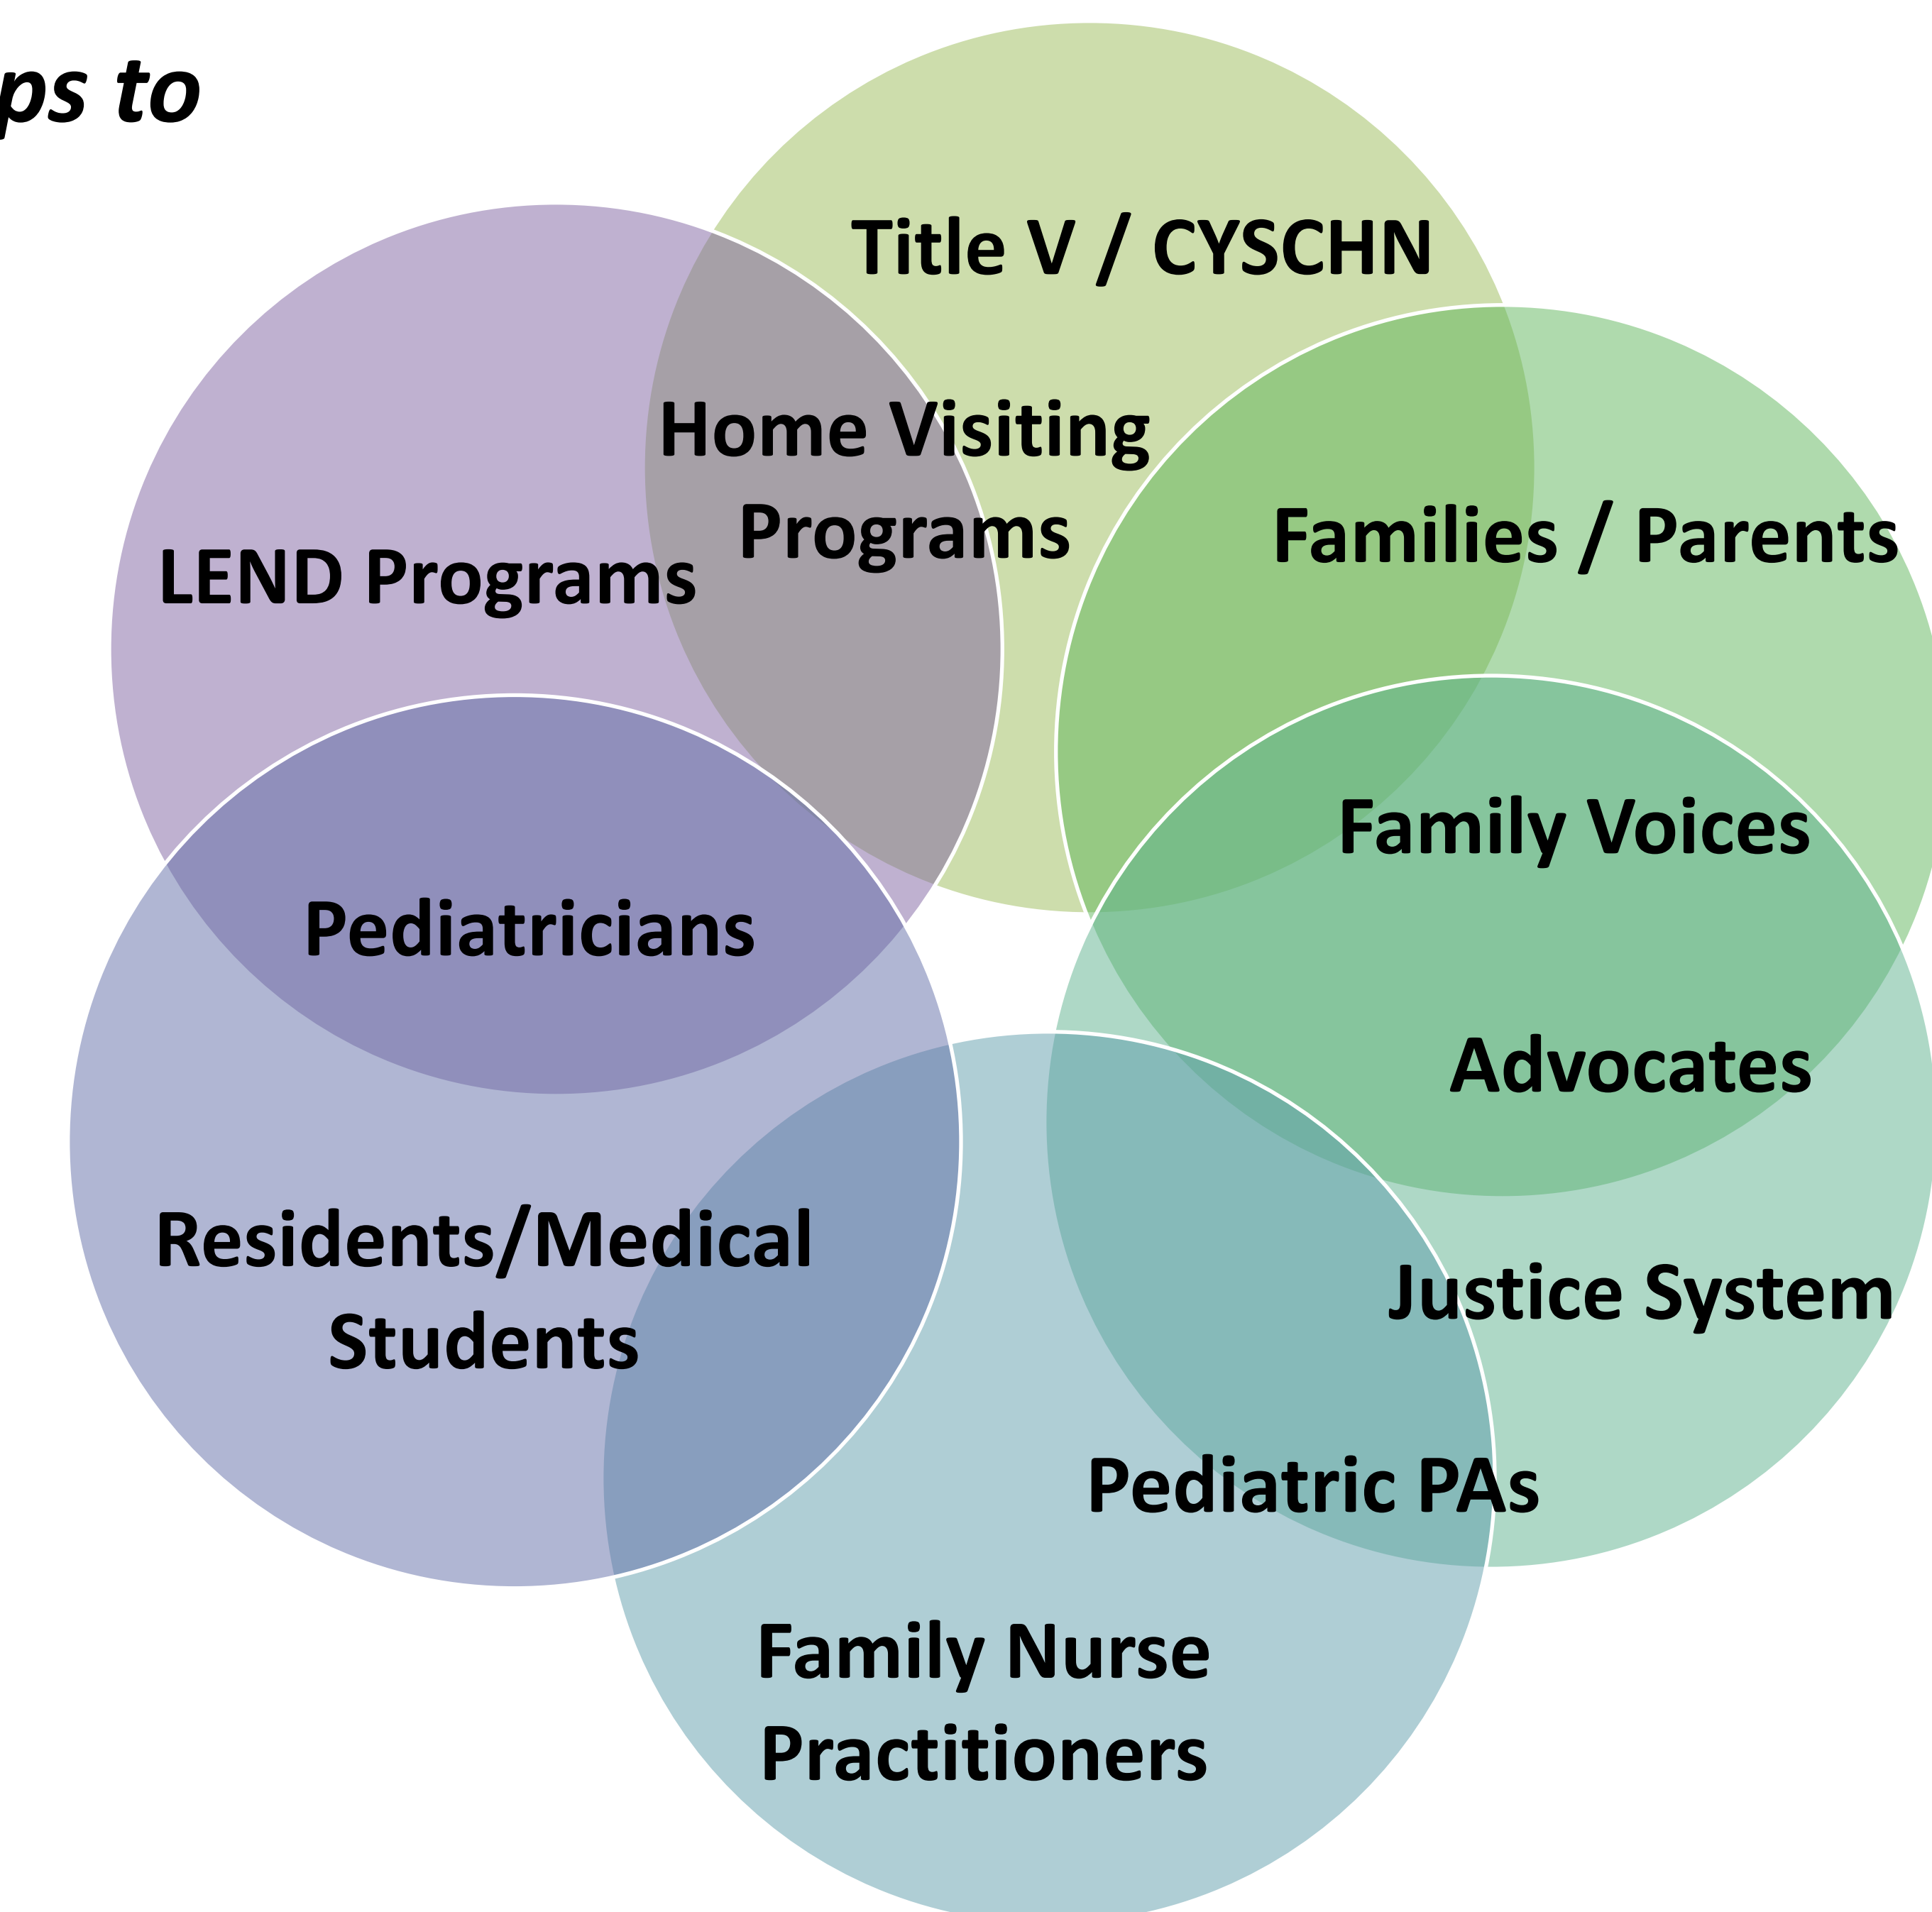 ps to
Title V / CYSCHN
Home Visiting
Programs
Families / Parents
LEND Programs
Family Voices
Pediatricians
Advocates
Residents/Medical
Students
Justice System
Pediatric PAs
Family Nurse
Practitioners